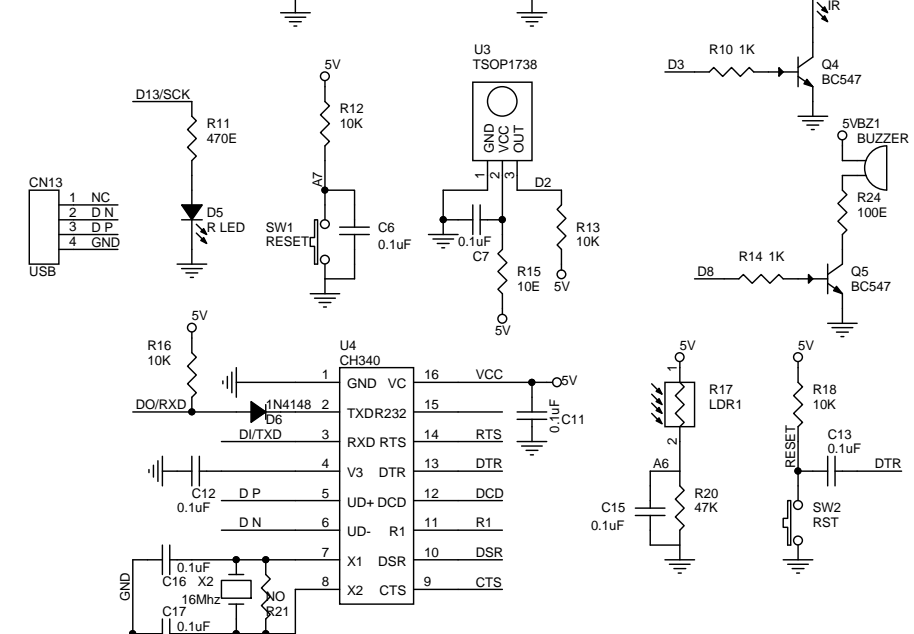 IR
U3
TSOP1738
R10 1K
D3
Q4
BC547
5V
D13/SCK
R12
10K
R11
470E
GND
VCC
OUT
5V BZ1
BUZZER
A7
1
2
3
D2
CN13
1 NC
2 D N
3 D P
4 GND
USB
D5
R LED
SW1
RESET
C6
0.1uF
0.1uF
C7
R13
10K
R24
100E
R15
10E
5V
5V
R14 1K
D8
Q5
BC547
5V
R16
10K
U4
CH340
5V
5V
1 GND VC 16 VCC
5V
1
R17
LDR1
R18
10K
DO/RXD
1N4148
D6
2 TXD R232 15
0.1uF
C11
DI/TXD 3 RXD RTS 14 RTS
2
RESET
C13
0.1uF
4 V3 DTR 13 DTR
A6
DTR
C12
0.1uF
D P 5 UD+ DCD 12 DCD
R20
47K
C15
0.1uF
SW2
RST
D N 6 UD- R1 11 R1
7 X1 DSR 10 DSR
GND
0.1uF
C16
X2
16Mhz
NO
R21
8 X2 CTS 9 CTS
C17
0.1uF